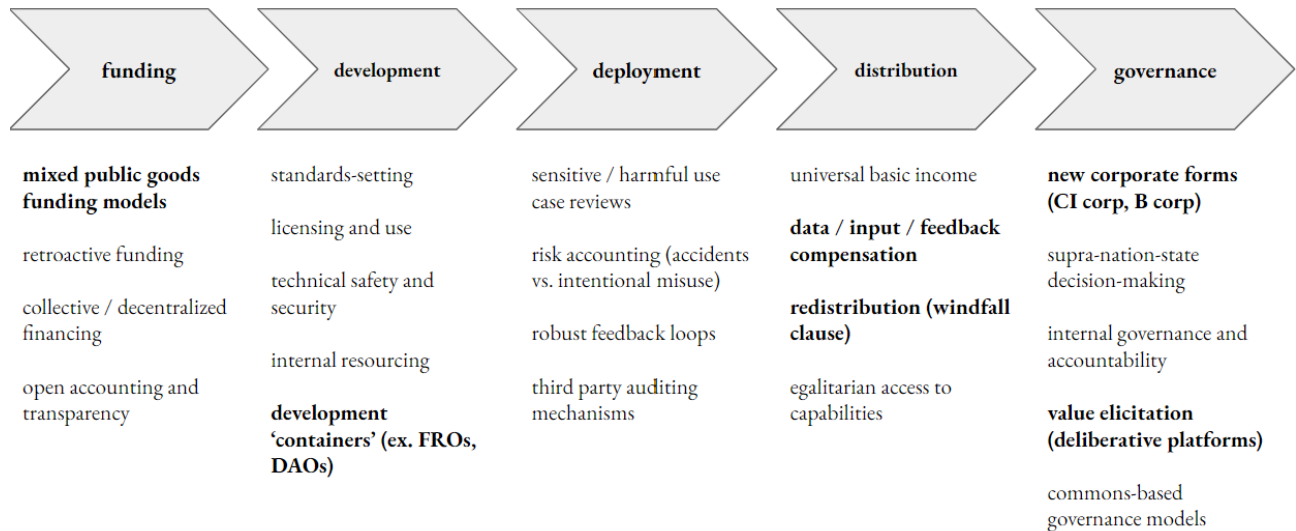 funding
development
deployment
distribution
governance
mixed public goods
funding models
retroactive funding
collective / decentralized
financing
open accounting and
transparency
standards-setting
licensing and use
technical safety and
security
internal resourcing
development
‘containers’ (ex. FROs,
DAOs)
sensitive / harmful use
case reviews
risk accounting (accidents
vs. intentional misuse)
robust feedback loops
third party auditing
mechanisms
universal basic income
data / input / feedback
compensation
redistribution (windfall
clause)
egalitarian access to
capabilities
new corporate forms
(CI corp, B corp)
supra-nation-state
decision-making
internal governance and
accountability
value elicitation
(deliberative platforms)
commons-based
governance models